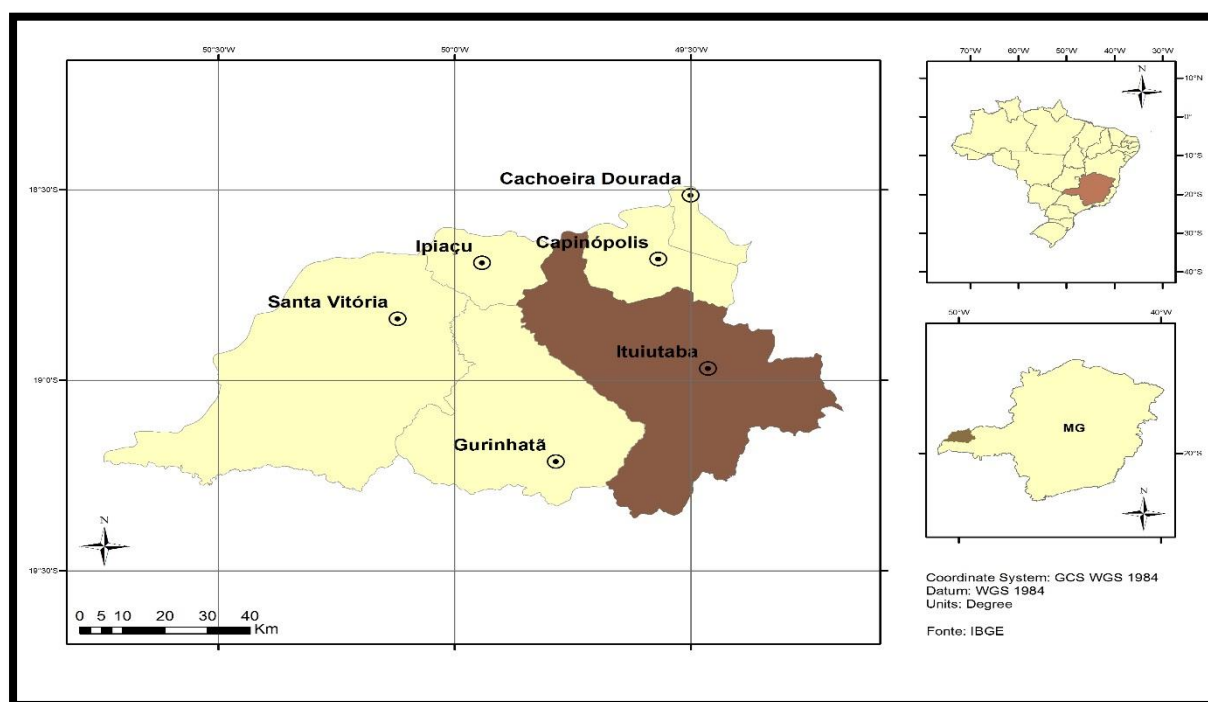 50°30'W 50°0'W 49°30'W
18°30'S
19°0'S
19°30'S
Cachoeira Dourada
Ipiaçu
Capinópolis
Santa Vitória
Ituiutaba
Gurinhatã
N
0 5 10 20 30 40
Km
70°W 60°W 50°W 40°W 30°W
N
10°N
0°
10°S
20°S
30°S
40°S
50°W 40°W
MG
20°S
N
Coordinate System: GCS WGS 1984
Datum: WGS 1984
Units: Degree
Fonte: IBGE